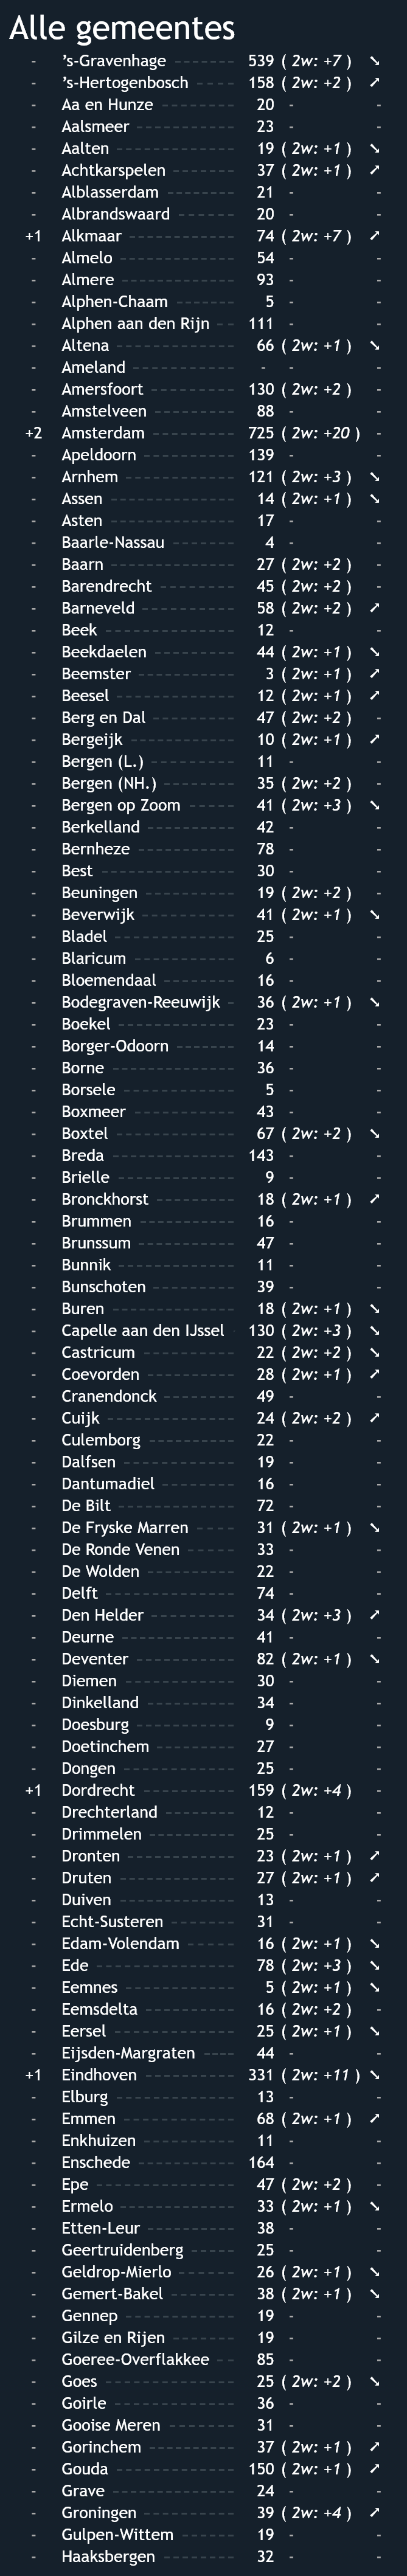 Alle gemeentes
- 's-Gravenhage 539 ( 2w: +7 ) ➘
- 's-Hertogenbosch 158 ( 2w: +2 ) ➚
- Aa en Hunze 20 - -
- Aalsmeer 23 - -
- Aalten 19 ( 2w: +1 ) ➘
- Achtkarspelen 37 ( 2w: +1 ) ➚
- Alblasserdam 21 - -
- Albrandswaard 20 - -
+1 Alkmaar 74 ( 2w: +7 ) ➚
- Almelo 54 - -
- Almere 93 - -
- Alphen-Chaam 5 - -
- Alphen aan den Rijn 111 - -
- Altena 66 ( 2w: +1 ) ➘
- Ameland - - -
- Amersfoort 130 ( 2w: +2 ) -
- Amstelveen 88 - -
+2 Amsterdam 725 ( 2w: +20 ) -
- Apeldoorn 139 - -
- Arnhem 121 ( 2w: +3 ) ➘
- Assen 14 ( 2w: +1 ) ➘
- Asten 17 - -
- Baarle-Nassau 4 - -
- Baarn 27 ( 2w: +2 ) -
- Barendrecht 45 ( 2w: +2 ) -
- Barneveld 58 ( 2w: +2 ) ➚
- Beek 12 - -
- Beekdaelen 44 ( 2w: +1 ) ➘
- Beemster 3 ( 2w: +1 ) ➚
- Beesel 12 ( 2w: +1 ) ➚
- Berg en Dal 47 ( 2w: +2 ) -
- Bergeijk 10 ( 2w: +1 ) ➚
- Bergen (L.) 11 - -
- Bergen (NH.) 35 ( 2w: +2 ) -
- Bergen op Zoom 41 ( 2w: +3 ) ➘
- Berkelland 42 - -
- Bernheze 78 - -
- Best 30 - -
- Beuningen 19 ( 2w: +2 ) -
- Beverwijk 41 ( 2w: +1 ) ➘
- Bladel 25 - -
- Blaricum 6 - -
- Bloemendaal 16 - -
- Bodegraven-Reeuwijk 36 ( 2w: +1 ) ➘
- Boekel 23 - -
- Borger-Odoorn 14 - -
- Borne 36 - -
- Borsele 5 - -
- Boxmeer 43 - -
- Boxtel 67 ( 2w: +2 ) ➘
- Breda 143 - -
- Brielle 9 - -
- Bronckhorst 18 ( 2w: +1 ) ➚
- Brummen 16 - -
- Brunssum 47 - -
- Bunnik 11 - -
- Bunschoten 39 - -
- Buren 18 ( 2w: +1 ) ➘
- Capelle aan den IJssel 130 ( 2w: +3 ) ➘
- Castricum 22 ( 2w: +2 ) ➘
- Coevorden 28 ( 2w: +1 ) ➚
- Cranendonck 49 - -
- Cuijk 24 ( 2w: +2 ) ➚
- Culemborg 22 - -
- Dalfsen 19 - -
- Dantumadiel 16 - -
- De Bilt 72 - -
- De Fryske Marren 31 ( 2w: +1 ) ➘
- De Ronde Venen 33 - -
- De Wolden 22 - -
- Delft 74 - -
- Den Helder 34 ( 2w: +3 ) ➚
- Deurne 41 - -
- Deventer 82 ( 2w: +1 ) ➘
- Diemen 30 - -
- Dinkelland 34 - -
- Doesburg 9 - -
- Doetinchem 27 - -
- Dongen 25 - -
+1 Dordrecht 159 ( 2w: +4 ) -
- Drechterland 12 - -
- Drimmelen 25 - -
- Dronten 23 ( 2w: +1 ) ➚
- Druten 27 ( 2w: +1 ) ➚
- Duiven 13 - -
- Echt-Susteren 31 - -
- Edam-Volendam 16 ( 2w: +1 ) ➘
- Ede 78 ( 2w: +3 ) ➘
- Eemnes 5 ( 2w: +1 ) ➘
- Eemsdelta 16 ( 2w: +2 ) -
- Eersel 25 ( 2w: +1 ) ➘
- Eijsden-Margraten 44 - -
+1 Eindhoven 331 ( 2w: +11 ) ➘
- Elburg 13 - -
- Emmen 68 ( 2w: +1 ) ➚
- Enkhuizen 11 - -
- Enschede 164 - -
- Epe 47 ( 2w: +2 ) -
- Ermelo 33 ( 2w: +1 ) ➘
- Etten-Leur 38 - -
- Geertruidenberg 25 - -
- Geldrop-Mierlo 26 ( 2w: +1 ) ➘
- Gemert-Bakel 38 ( 2w: +1 ) ➘
- Gennep 19 - -
- Gilze en Rijen 19 - -
- Goeree-Overflakkee 85 - -
- Goes 25 ( 2w: +2 ) ➘
- Goirle 36 - -
- Gooise Meren 31 - -
- Gorinchem 37 ( 2w: +1 ) ➚
- Gouda 150 ( 2w: +1 ) ➚
- Grave 24 - -
- Groningen 39 ( 2w: +4 ) ➚
- Gulpen-Wittem 19 - -
- Haaksbergen 32 - -